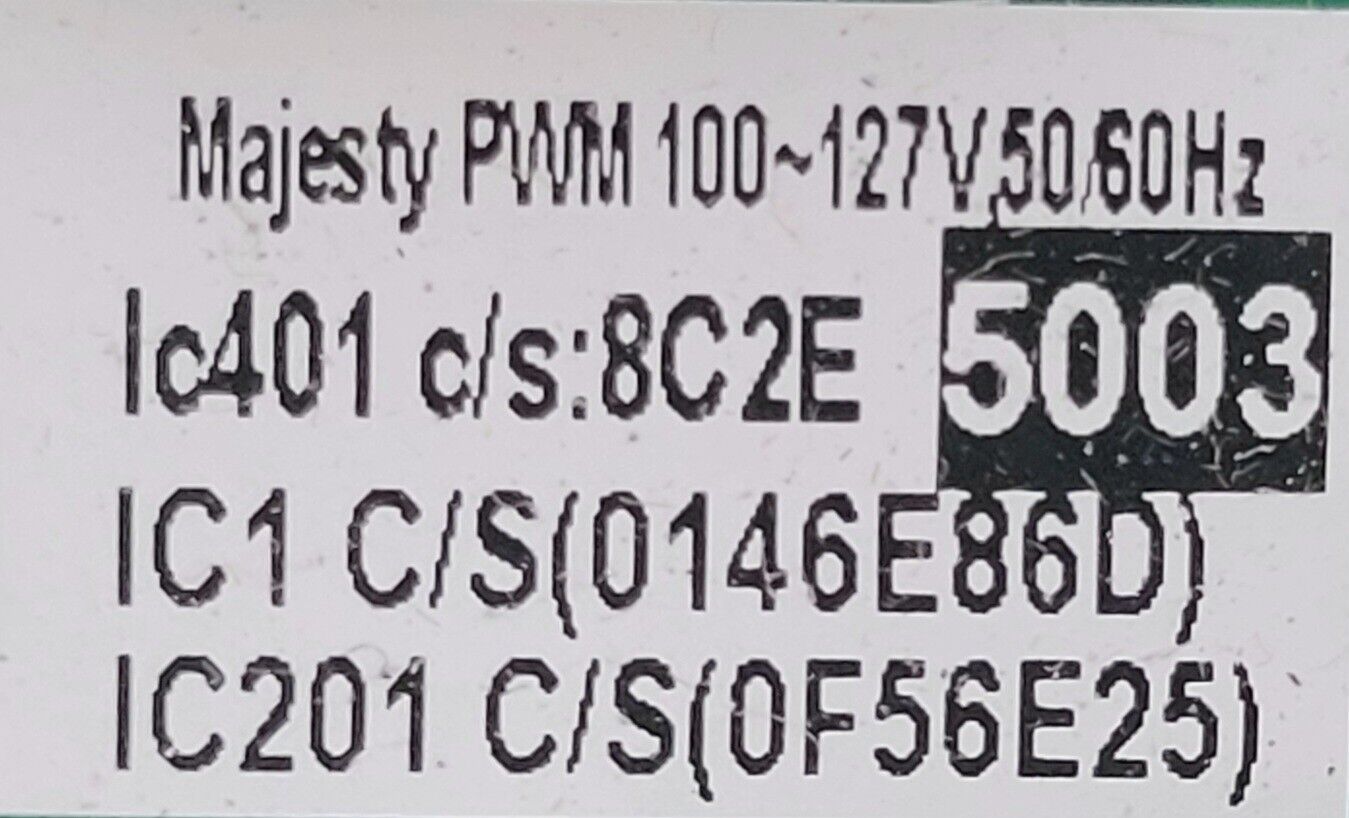 Majesty PWM 100~127V,50/60Hz
Ic401 c/s:8C2E 5003
IC1 C/S(0146E86D)
IC201 C/S(0F56E25)